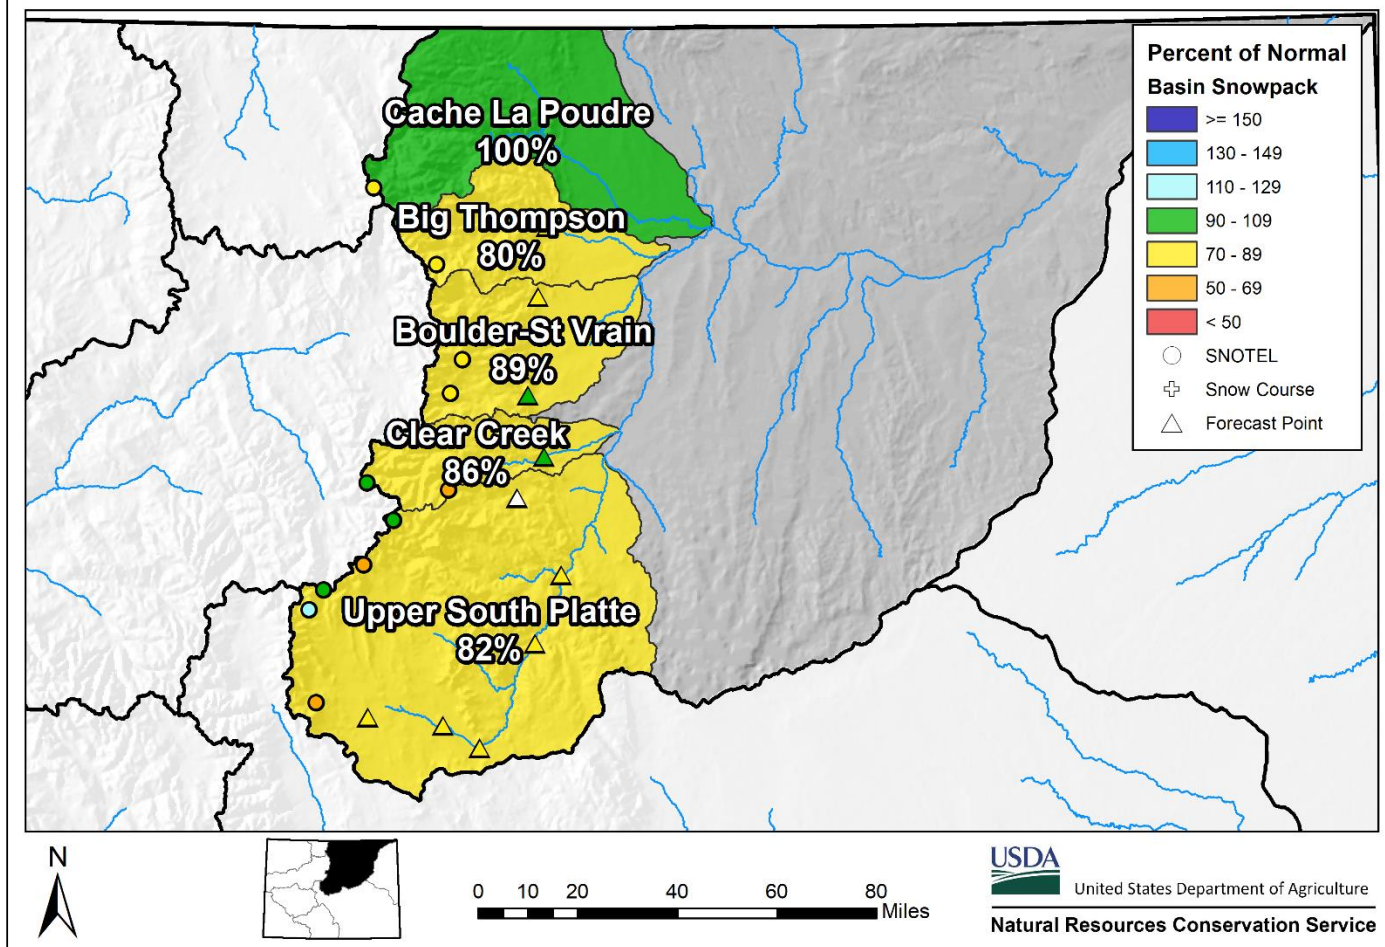 Cache La Poudre
100%
Big Thompson
80%
Boulder-St Vrain
89%
Clear Creek
86%
Upper South Platte
82%
Percent of Normal
Basin Snowpack
>= 150
130 - 149
110 - 129
90 - 109
70 - 89
50 - 69
< 50
SNOTEL
Snow Course
Forecast Point
N
0 10 20 40 60 80
Miles
USDA
United States Department of Agriculture
Natural Resources Conservation Service